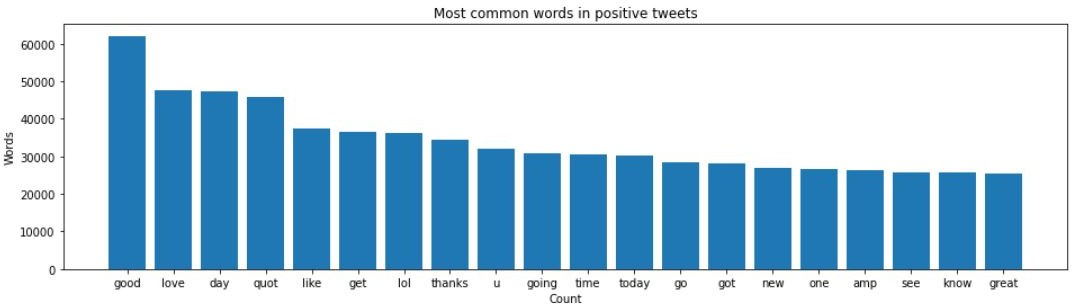 Most common words in positive tweets
60000
50000
40000
30000
20000
10000
0
Words
good love day quot like get lol thanks u going time today go got new one amp see know great
Count